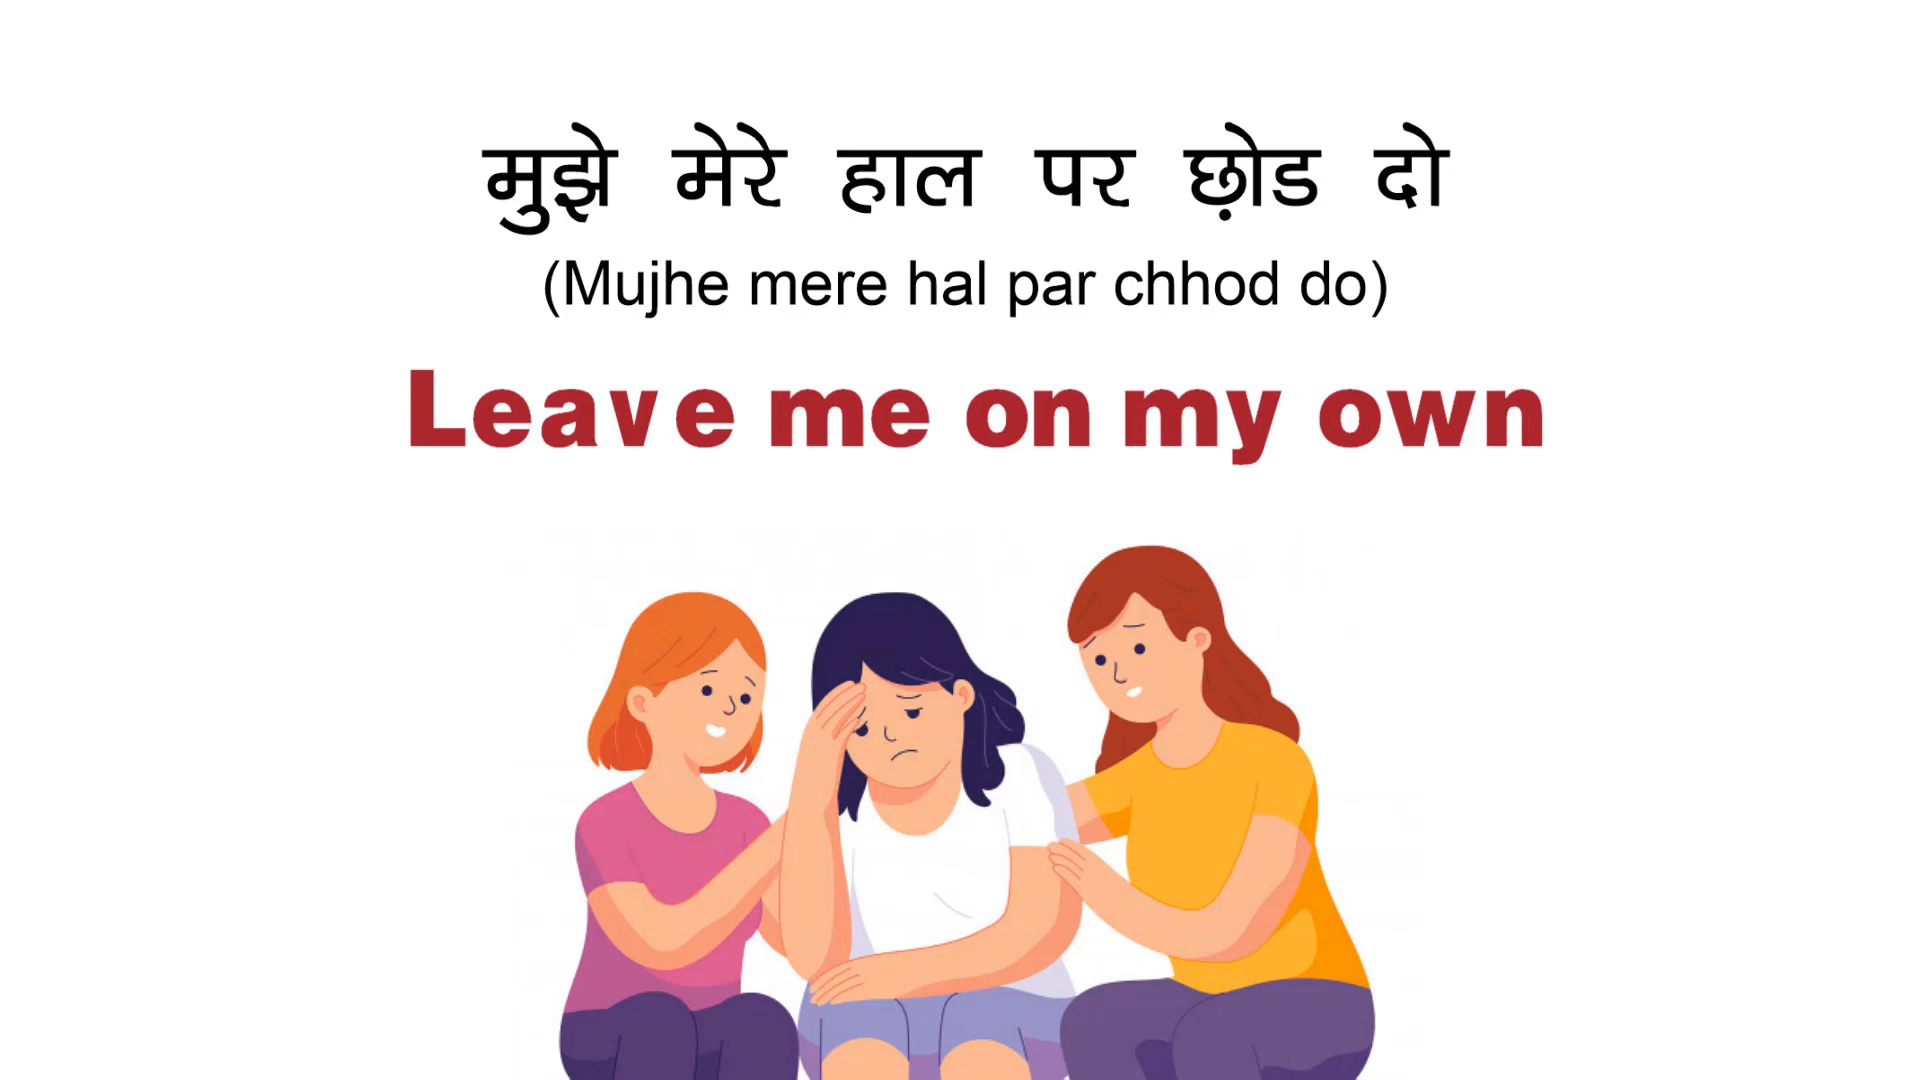 मुझे मेरे हाल पर छ़ोड दो
(Mujhe mere hal par chhod do)
Leave me on my own